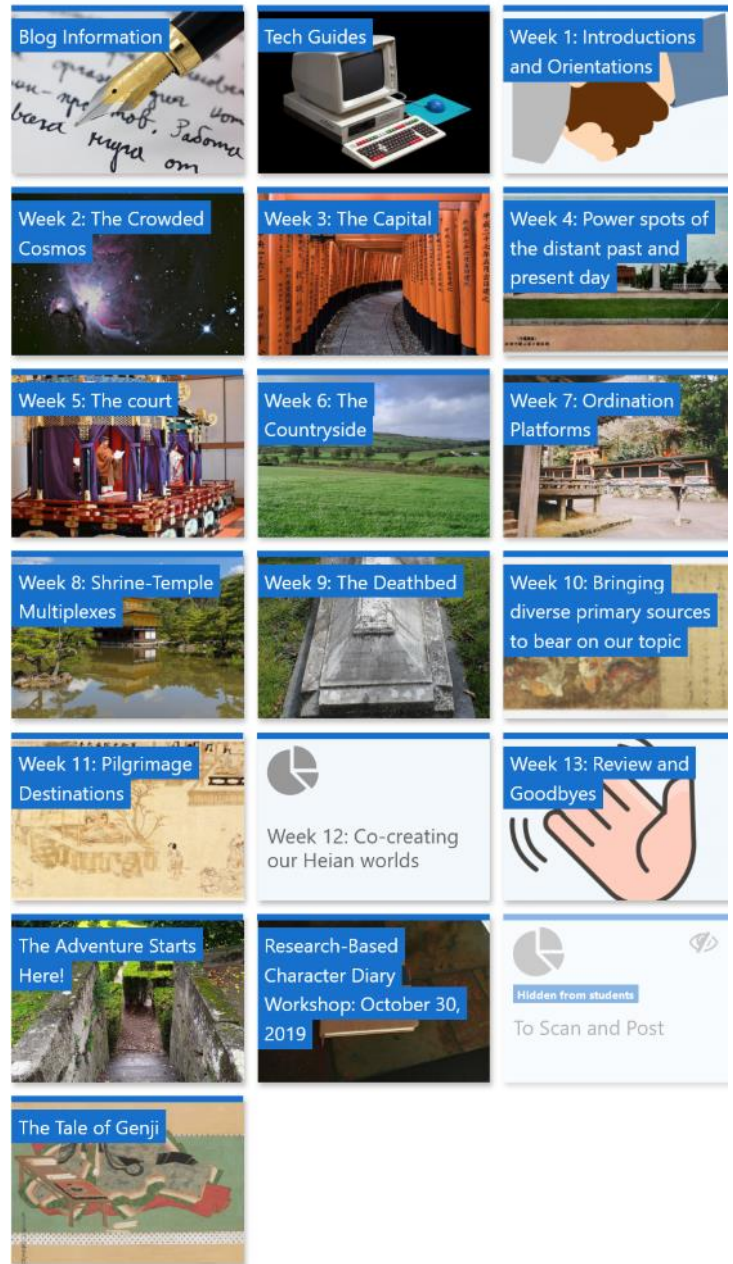 Blog Information
Tech Guides
Week 1: Introductions
and Orientations
Week 2: The Crowded
Cosmos
Week 3: The Capital
Week 4: Power spots of
the distant past and
present day
Week 5: The court
Week 6: The
Countryside
Week 7: Ordination
Platforms
Week 8: Shrine-Temple
Multiplexes
Week 9: The Deathbed
Week 10: Bringing
diverse primary sources
to bear on our topic
Week 11: Pilgrimage
Destinations
Week 12: Co-creating
our Heian worlds
Week 13: Review and
Goodbyes
The Adventure Starts
Here!
Research-Based
Character Diary
Workshop: October 30,
2019
Hidden from students
To Scan and Post
The Tale of Genji